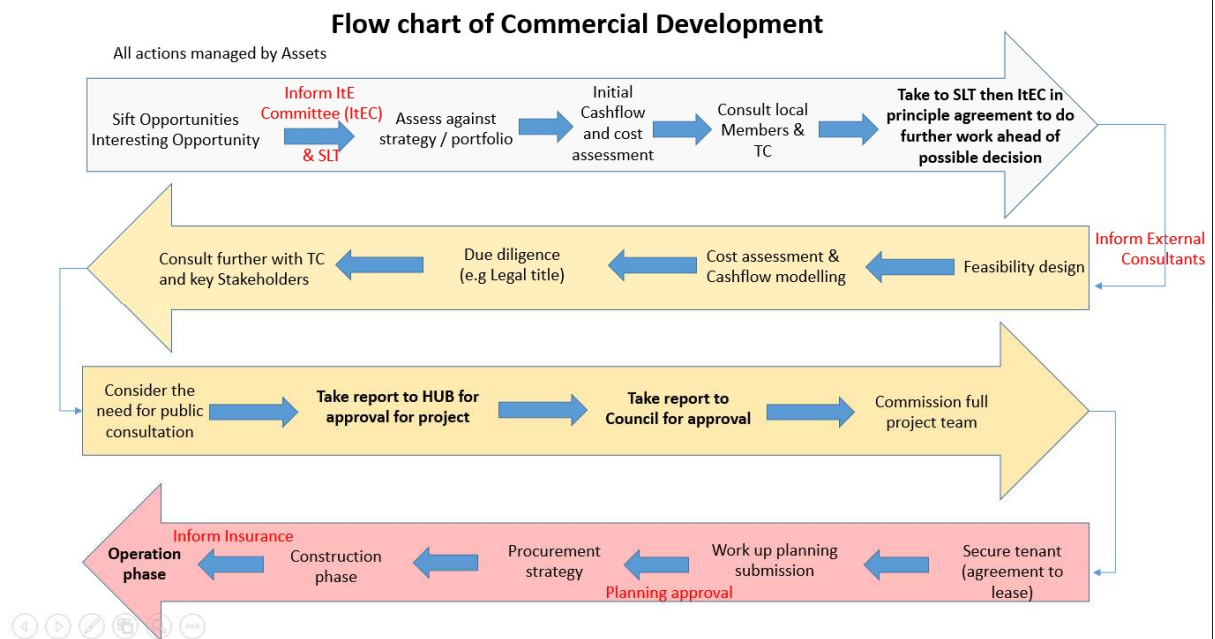 Flow chart of Commercial Development
All actions managed by Assets
Sift Opportunities
Interesting Opportunity
Inform ItE
Committee (ItEC)
& SLT
Assess against
strategy / portfolio
Initial
Cashflow
and cost
assessment
Consult local
Members &
TC
Take to SLT then ItEC in
principle agreement to do
further work ahead of
possible decision
Inform External
Consultants
Feasibility design
Cost assessment &
Cashflow modelling
Due diligence
(e.g Legal title)
Consult further with TC
and key Stakeholders
Consider the
need for public
consultation
Take report to HUB for
approval for project
Take report to
Council for approval
Commission full
project team
Secure tenant
(agreement to
lease)
Work up planning
submission
Planning approval
Procurement
strategy
Construction
phase
Inform Insurance
Operation
phase